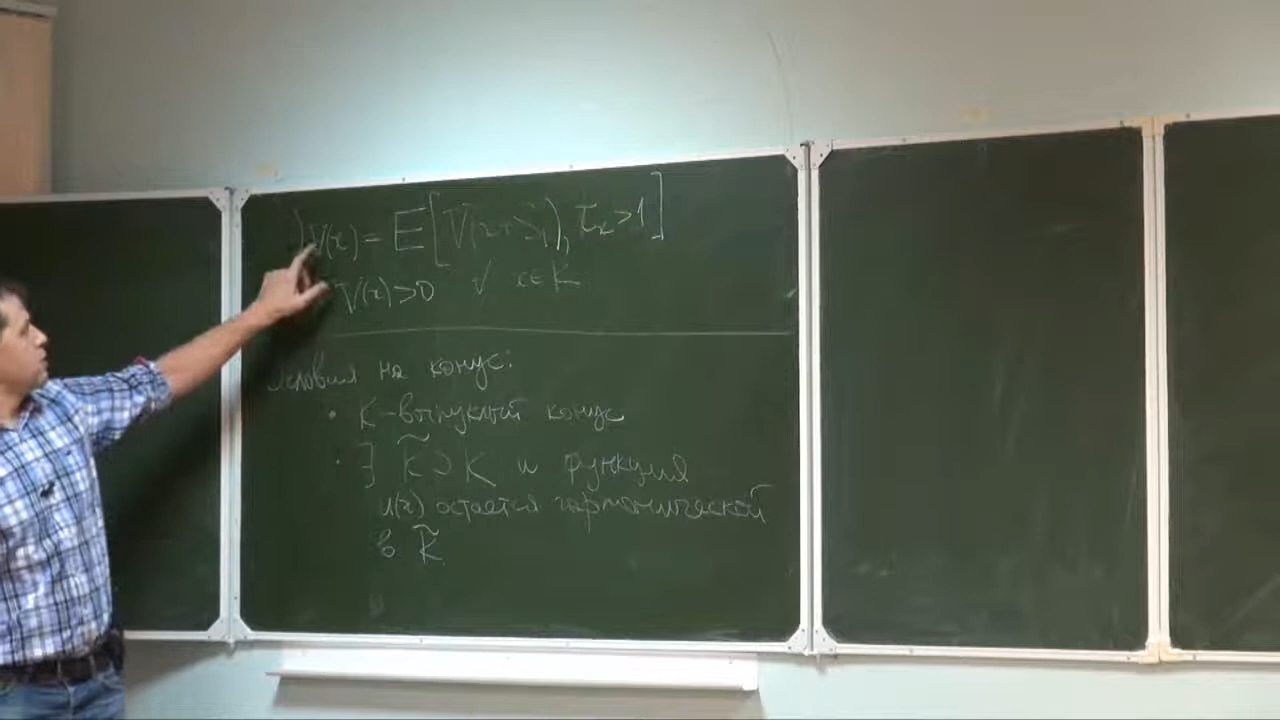 V(x) = E[V(x+S₁), τₓ>1]
V(x)>0 ∀ x∈K
Условия на конус:
• K – выпуклый конус
• ∃ K̃ ⊃ K и функция
u(x) остается гармонической
в K̃